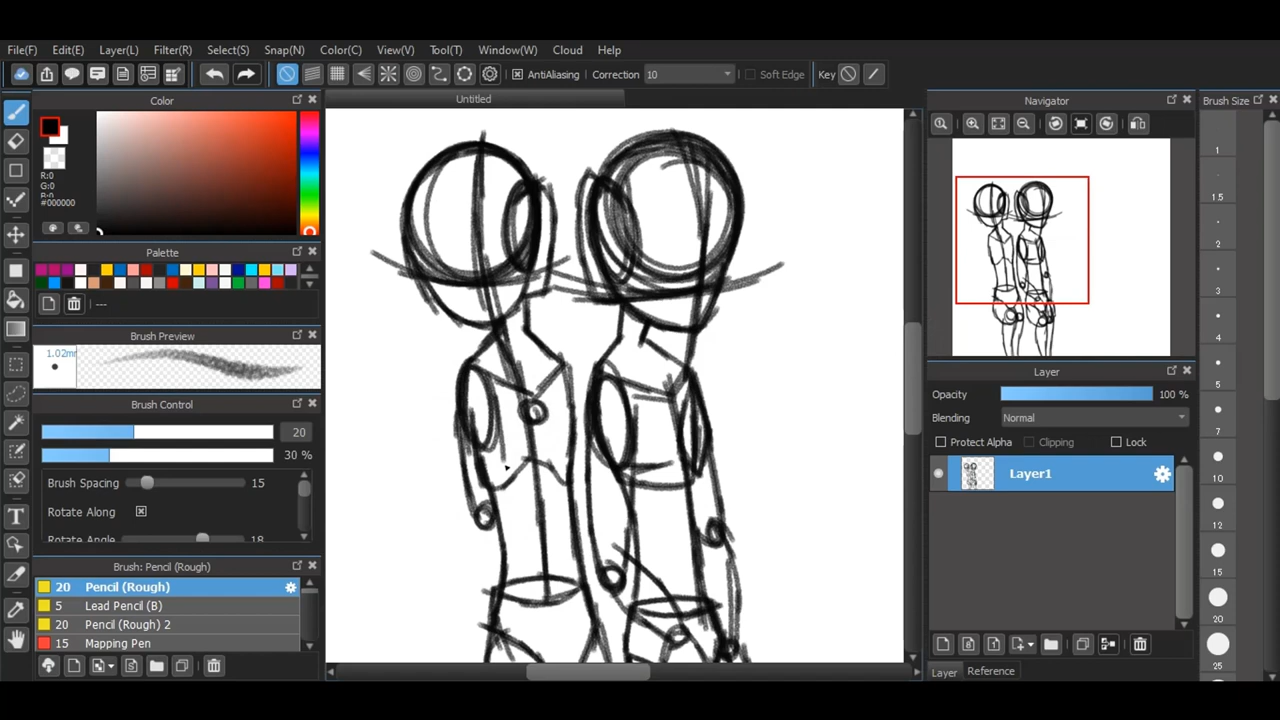 File(F) Edit(E) Layer(L) Filter(R) Select(S) Snap(N) Color(C) View(V) Tool(T) Window(W) Cloud Help
AntiAliasing Correction 10 Soft Edge Key
Color
Untitled
Navigator
Brush Size
R:0
G:0
B:0
#000000
Palette
---
Brush Preview
1.02mm
Brush Control
20
30 %
Brush Spacing 15
Rotate Along
Rotate Angle 18
Brush: Pencil (Rough)
20 Pencil (Rough)
5 Lead Pencil (B)
20 Pencil (Rough) 2
15 Mapping Pen
T
Layer
Opacity 100 %
Blending Normal
Protect Alpha Clipping Lock
Layer1
Layer Reference
1
1.5
2
3
4
5
7
10
12
15
20
25